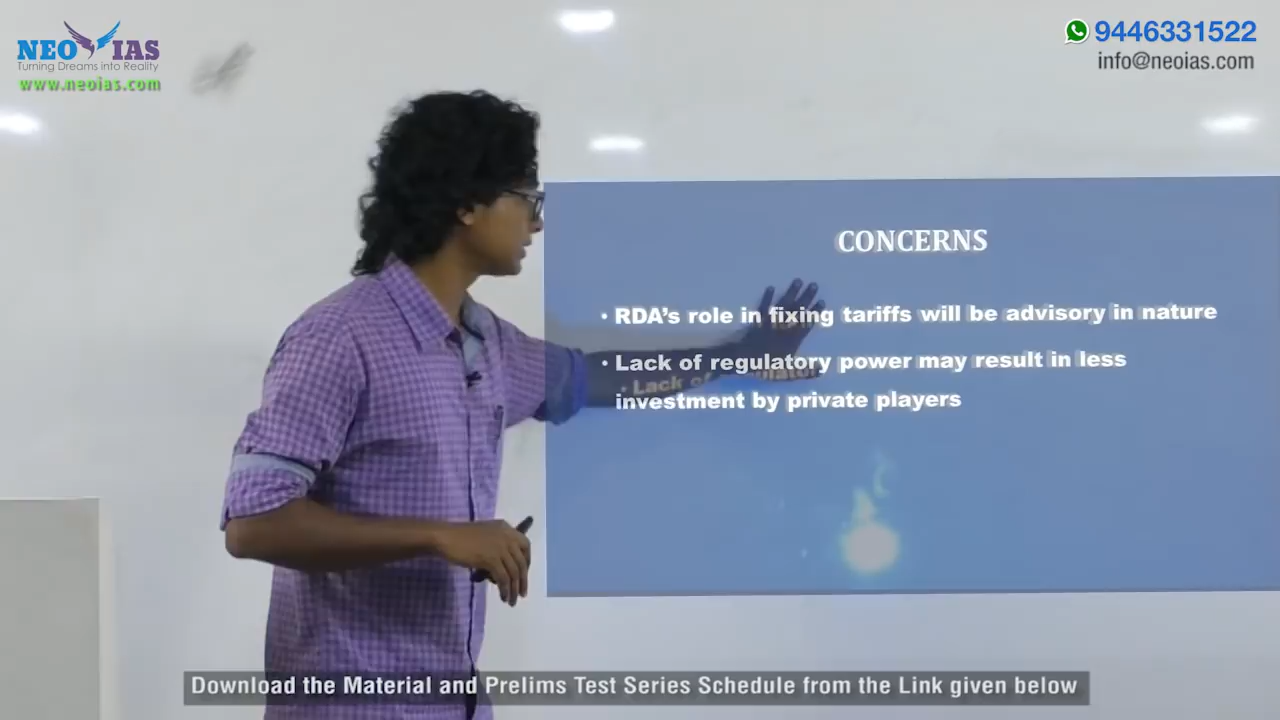 NEO IAS
Turning Dreams into Reality
www.neoias.com
9446331522
info@neoias.com
CONCERNS
• RDA's role in fixing tariffs will be advisory in nature
• Lack of regulatory power may result in less
• Lack of
investment by private players
Download the Material and Prelims Test Series Schedule from the Link given below